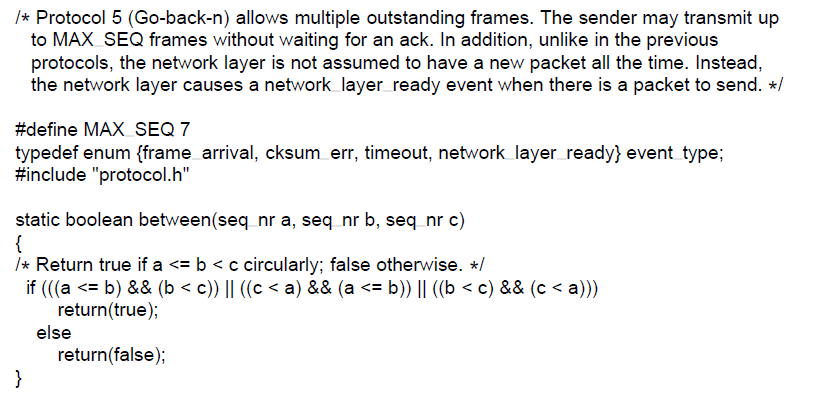 /* Protocol 5 (Go-back-n) allows multiple outstanding frames. The sender may transmit up
to MAX_SEQ frames without waiting for an ack. In addition, unlike in the previous
protocols, the network layer is not assumed to have a new packet all the time. Instead,
the network layer causes a network_layer_ready event when there is a packet to send. */
#define MAX_SEQ 7
typedef enum {frame_arrival, cksum_err, timeout, network_layer_ready} event_type;
#include "protocol.h"
static boolean between(seq_nr a, seq_nr b, seq_nr c)
{
/* Return true if a <= b < c circularly; false otherwise. */
if (((a <= b) && (b < c)) || ((c < a) && (a <= b)) || ((b < c) && (c < a)))
return(true);
else
return(false);
}